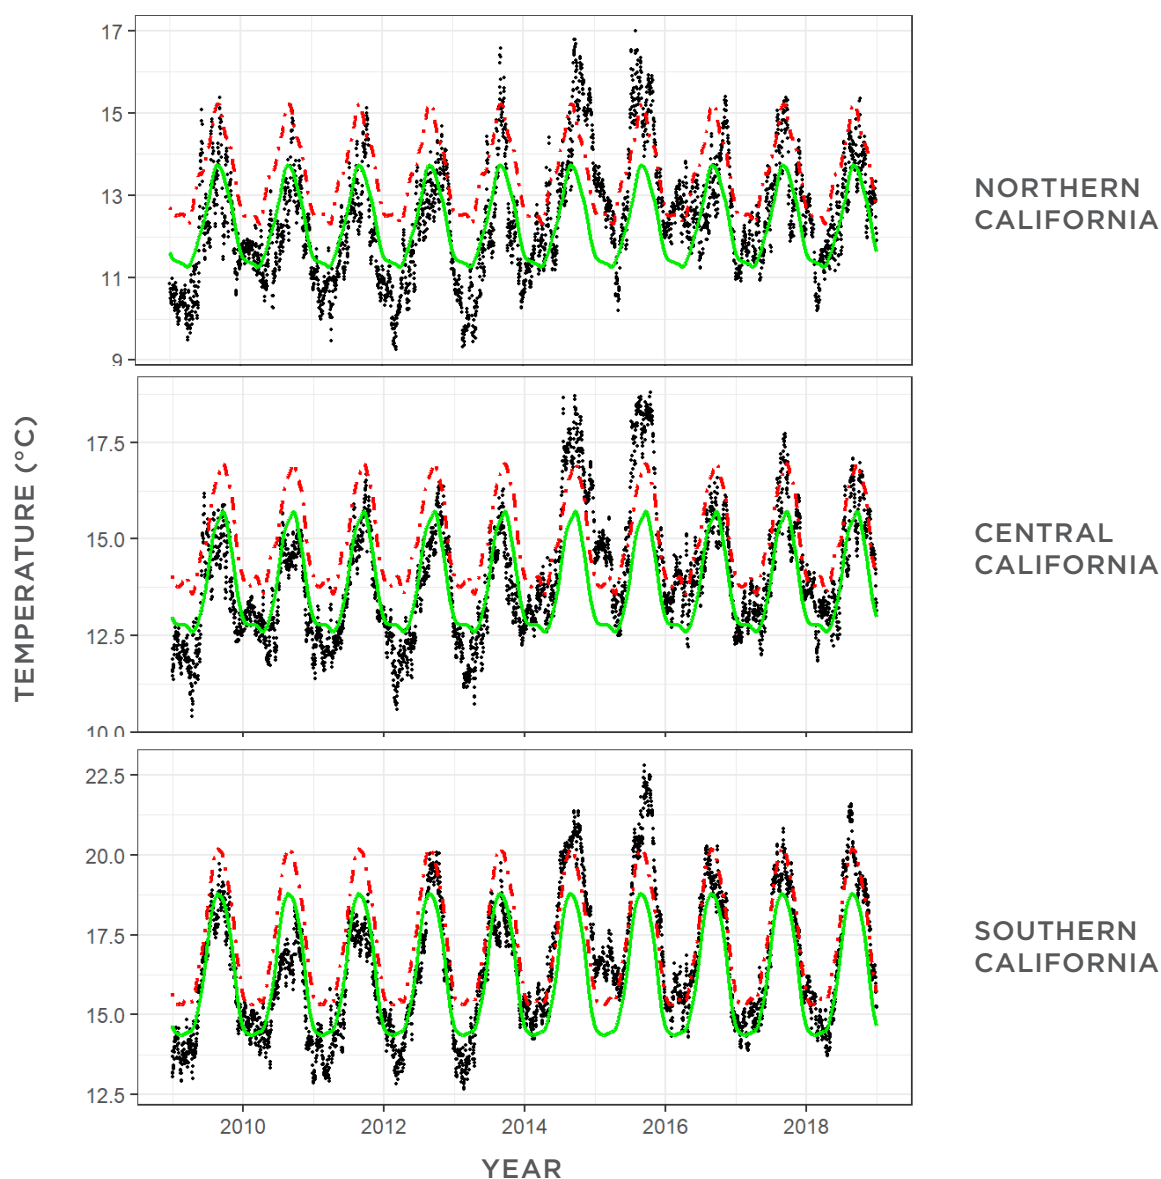 17
15
13
11
9
NORTHERN
CALIFORNIA
TEMPERATURE (°C)
17.5
15.0
12.5
10.0
CENTRAL
CALIFORNIA
22.5
20.0
17.5
15.0
12.5
SOUTHERN
CALIFORNIA
2010 2012 2014 2016 2018
YEAR